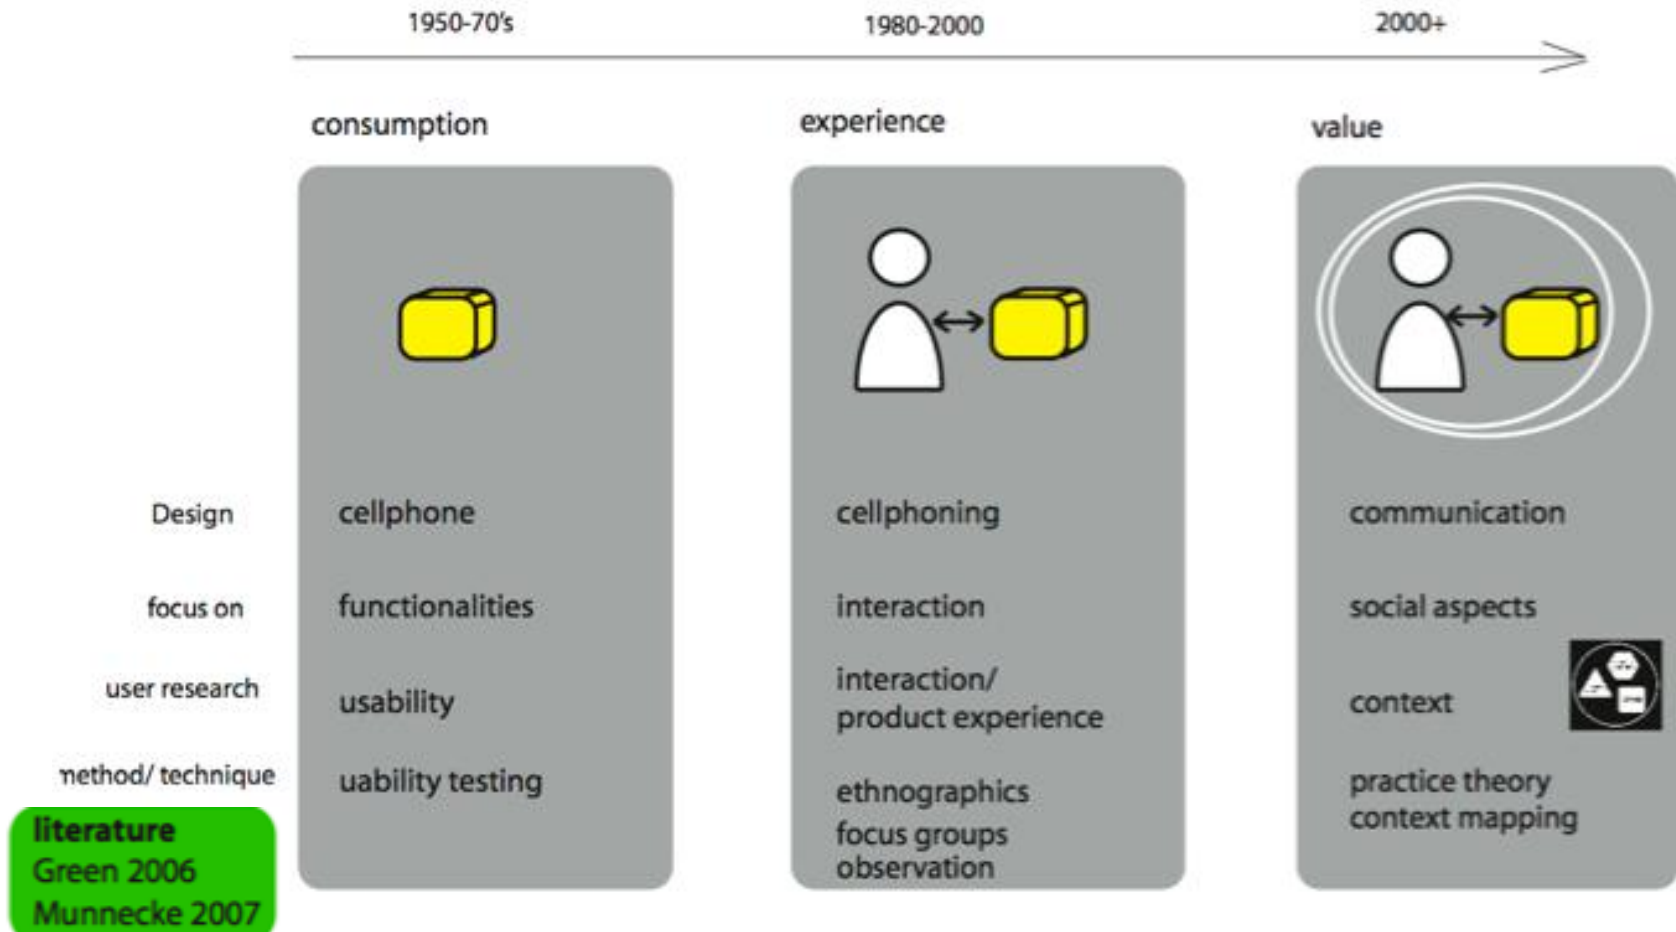 1950-70's
1980-2000
2000+
consumption
experience
value
Design
cellphone
cellphoning
communication
focus on
functionalities
interaction
social aspects
user research
usability
interaction/
product experience
context
method/ technique
uability testing
ethnographics
focus groups
observation
practice theory
context mapping
literature
Green 2006
Munnecke 2007